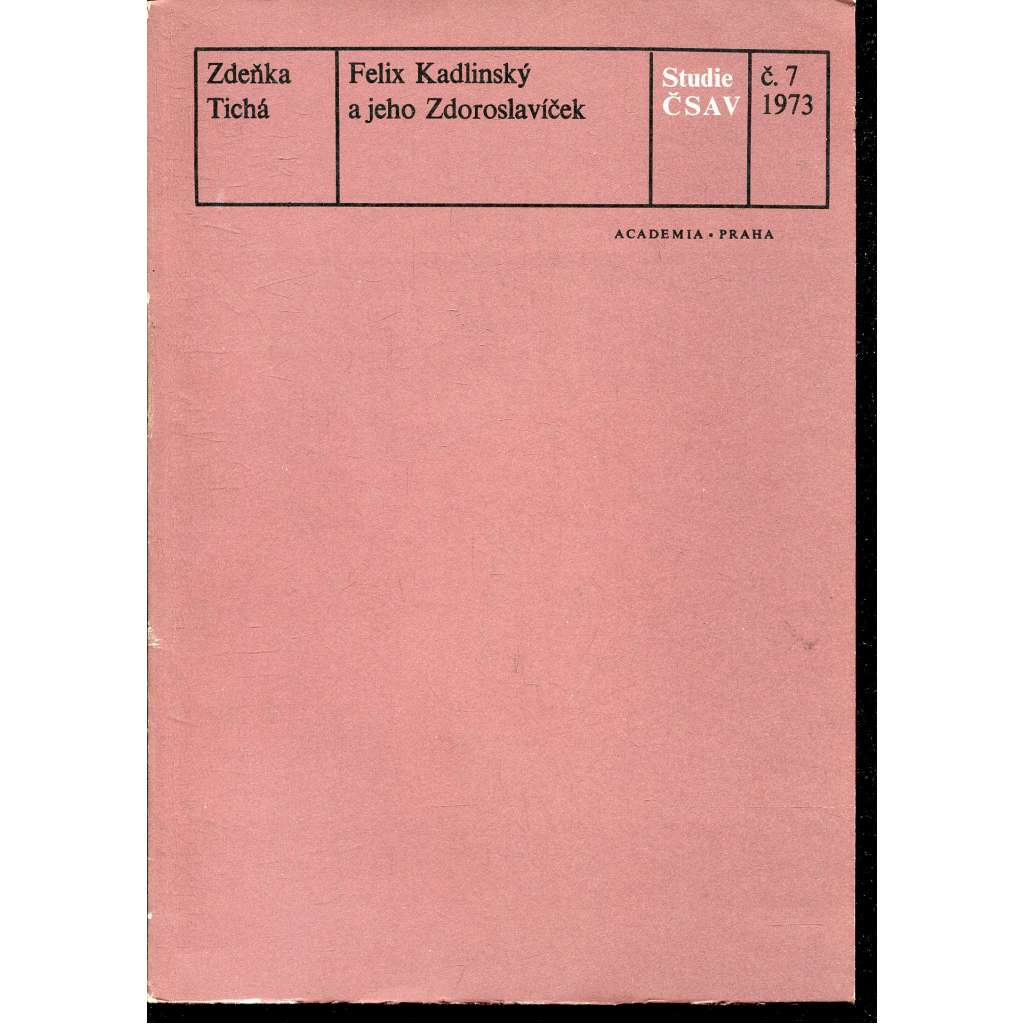 Zdeňka
Tichá
Felix Kadlinský
a jeho Zdoroslavíček
Studie
ČSAV
č. 7
1973
ACADEMIA • PRAHA